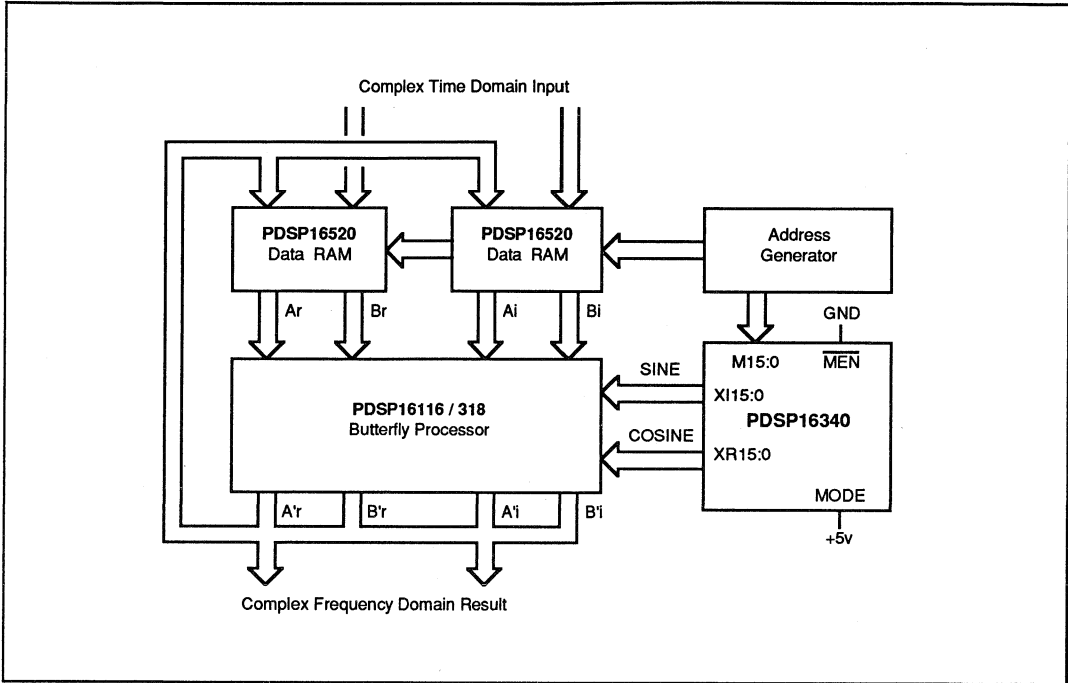 Complex Time Domain Input
PDSP16520
Data RAM
PDSP16520
Data RAM
Address
Generator
Ar
Br
Ai
Bi
GND
M15:0
MEN
SINE
XI15:0
PDSP16116 / 318
Butterfly Processor
PDSP16340
COSINE
XR15:0
MODE
A'r
B'r
A'i
B'i
+5v
Complex Frequency Domain Result